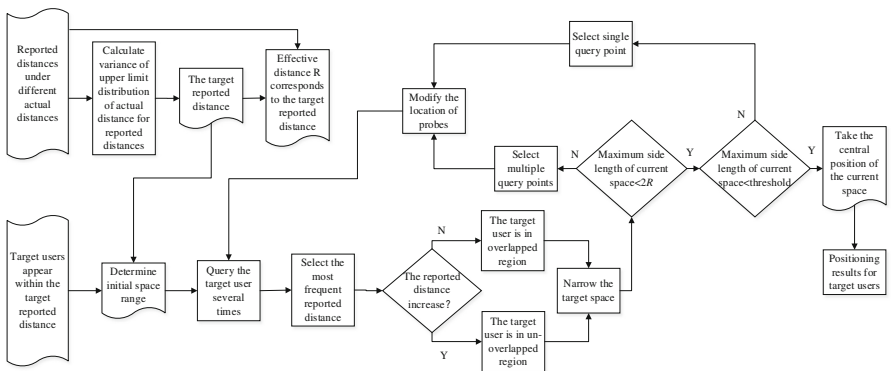 Reported
distances
under
different
actual
distances
Calculate
variance of
upper limit
distribution
of actual
distance for
reported
distances
The target
reported
distance
Effective
distance R
corresponds
to the target
reported
distance
Target users
appear
within the
target
reported
distance
Determine
initial space
range
Query the
target user
several
times
Select the
most
frequent
reported
distance
The reported
distance
increase?
N
Y
The target
user is in
overlapped
region
The target
user is in un-
overlapped
region
Narrow the
target space
Maximum side
length of current
space<2R
N
Y
Select
multiple
query points
Modify the
location of
probes
Select single
query point
N
Maximum side
length of current
space<threshold
Y
Take the
central
position of
the current
space
Positioning
results for
target users